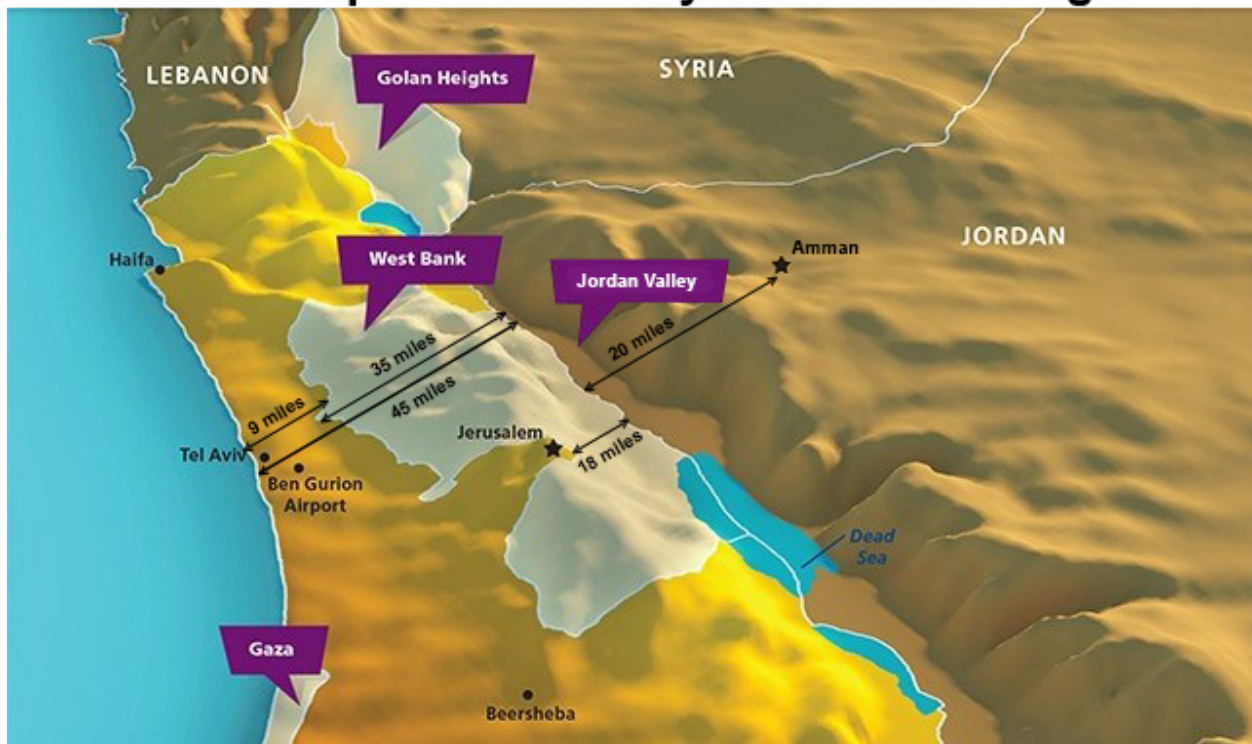 LEBANON
Golan Heights
SYRIA
Haifa
West Bank
Jordan Valley
Amman
JORDAN
20 miles
35 miles
45 miles
9 miles
Tel Aviv
Ben Gurion
Airport
Jerusalem
18 miles
Dead
Sea
Gaza
Beersheba